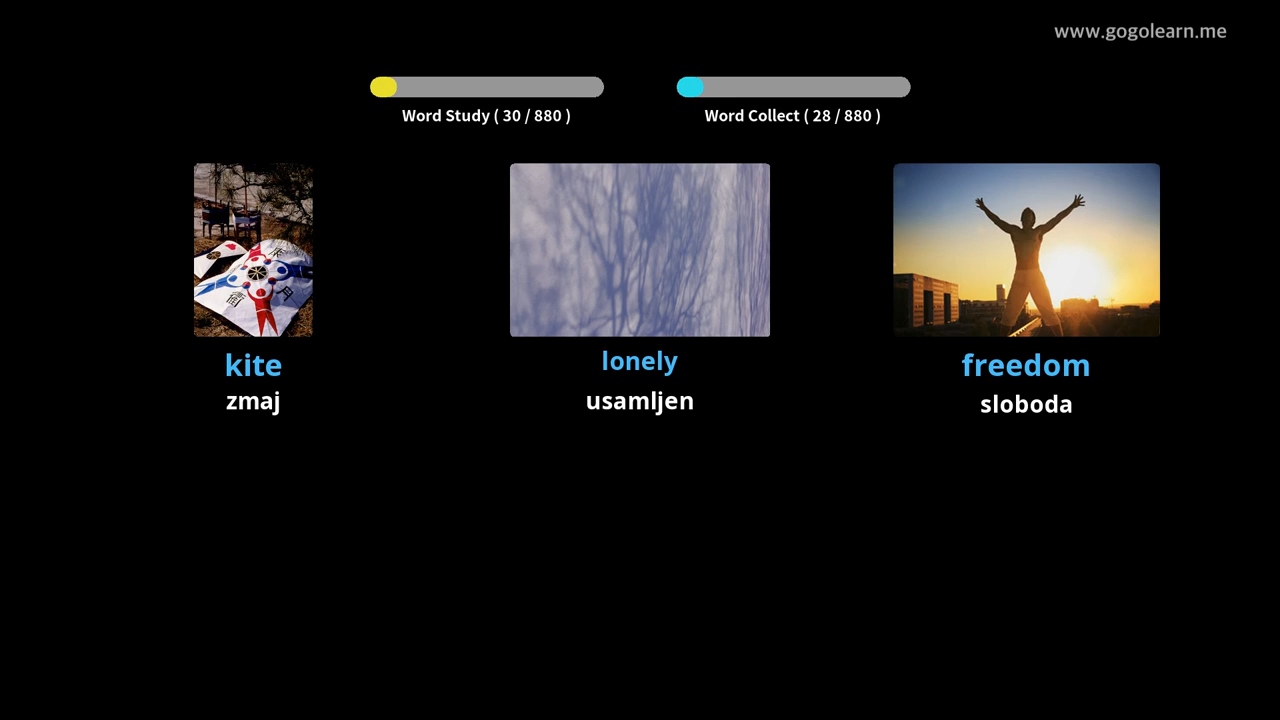 www.gogolearn.me
Word Study ( 30 / 880 )
Word Collect ( 28 / 880 )
kite
zmaj
lonely
usamljen
freedom
sloboda